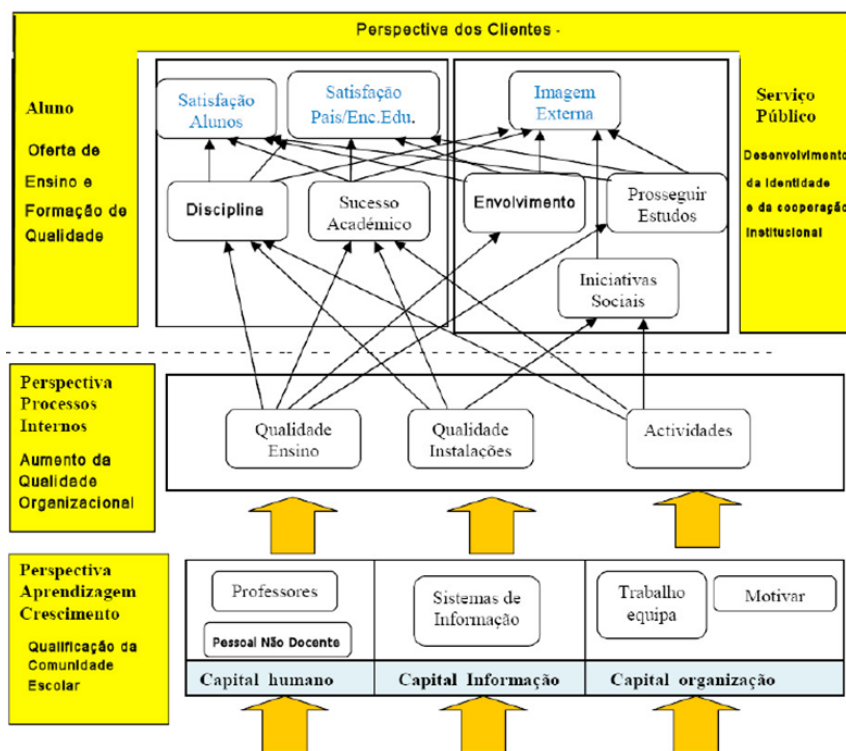 Perspectiva dos Clientes -
Aluno
Oferta de
Ensino e
Formação de
Qualidade
Satisfação
Alunos
Satisfação
Pais/Enc.Edu.
Imagem
Externa
Serviço
Público
Desenvolvimento
da Identidade
e da cooperação
institucional
Disciplina
Sucesso
Académico
Envolvimento
Prosseguir
Estudos
Iniciativas
Sociais
Perspectiva
Processos
Internos
Aumento da
Qualidade
Organizacional
Qualidade
Ensino
Qualidade
Instalações
Actividades
Perspectiva
Aprendizagem
Crescimento
Qualificação da
Comunidade
Escolar
Professores
Pessoal Não Docente
Sistemas de
Informação
Trabalho
equipa
Motivar
Capital humano
Capital Informação
Capital organização